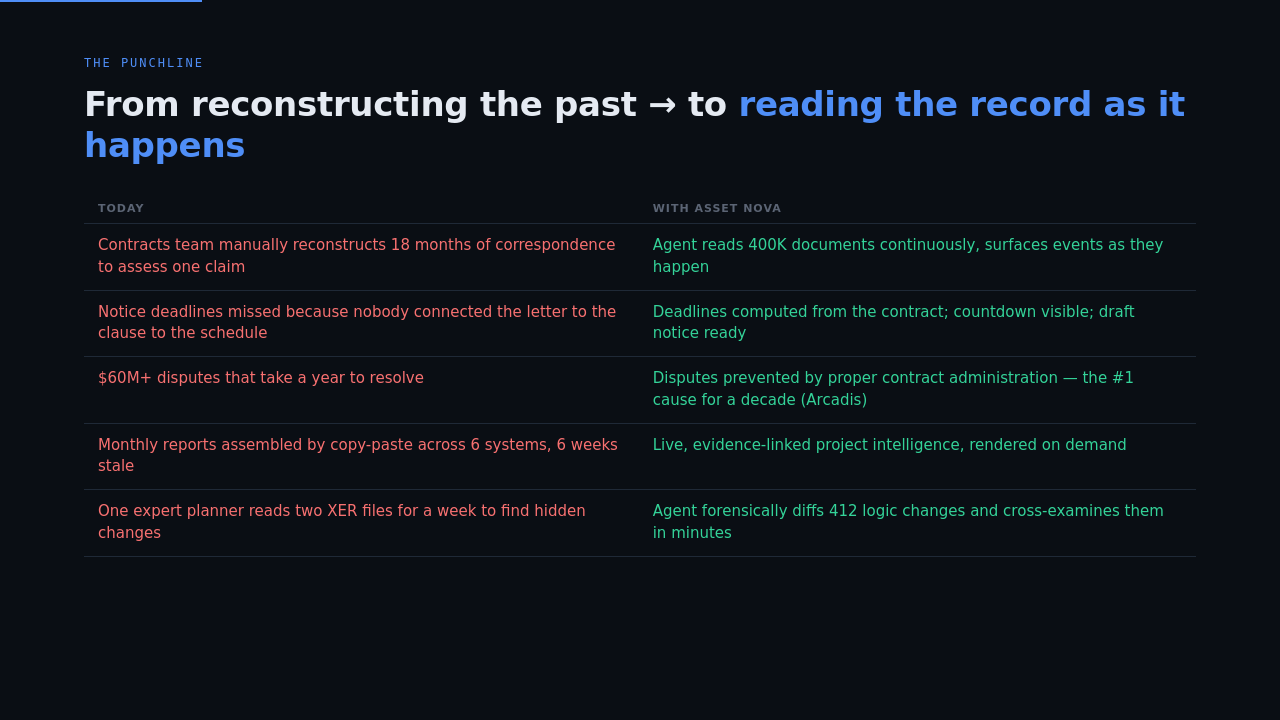 THE PUNCHLINE
From reconstructing the past → to reading the record as it
happens
TODAY
WITH ASSET NOVA
Contracts team manually reconstructs 18 months of correspondence
to assess one claim
Agent reads 400K documents continuously, surfaces events as they
happen
Notice deadlines missed because nobody connected the letter to the
clause to the schedule
Deadlines computed from the contract; countdown visible; draft
notice ready
$60M+ disputes that take a year to resolve
Disputes prevented by proper contract administration — the #1
cause for a decade (Arcadis)
Monthly reports assembled by copy-paste across 6 systems, 6 weeks
stale
Live, evidence-linked project intelligence, rendered on demand
One expert planner reads two XER files for a week to find hidden
changes
Agent forensically diffs 412 logic changes and cross-examines them
in minutes